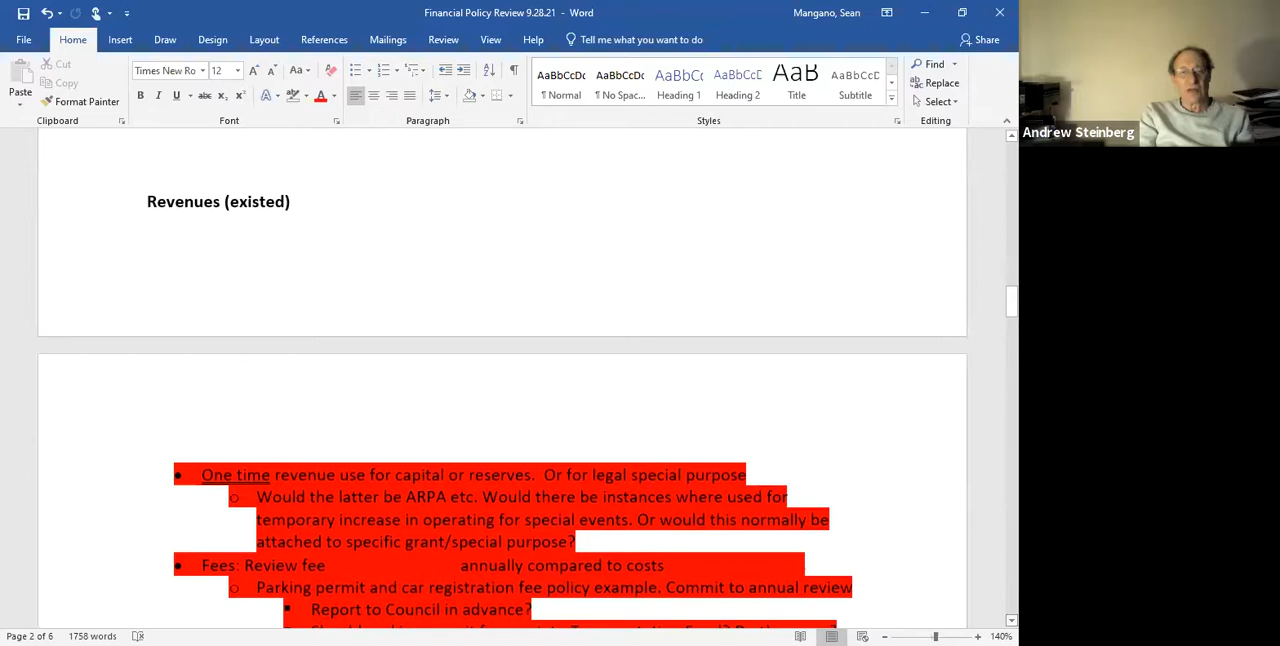 Financial Policy Review 9.28.21 - Word
Mangano, Sean
File Home Insert Draw Design Layout References Mailings Review View Help Tell me what you want to do Share
Paste
Cut
Copy
Format Painter
Times New Ro 12
Clipboard Font Paragraph Styles Editing
AaBbCcDc AaBbCcDc AaBbCc AaBbCcD AaB AaBbCcD
¶ Normal ¶ No Spac... Heading 1 Heading 2 Title Subtitle
Find
Replace
Select
Andrew Steinberg
Revenues (existed)
• One time revenue use for capital or reserves. Or for legal special purpose
o Would the latter be ARPA etc. Would there be instances where used for
temporary increase in operating for special events. Or would this normally be
attached to specific grant/special purpose?
• Fees: Review fee annually compared to costs
o Parking permit and car registration fee policy example. Commit to annual review
▪ Report to Council in advance?
Page 2 of 6 1758 words 140%